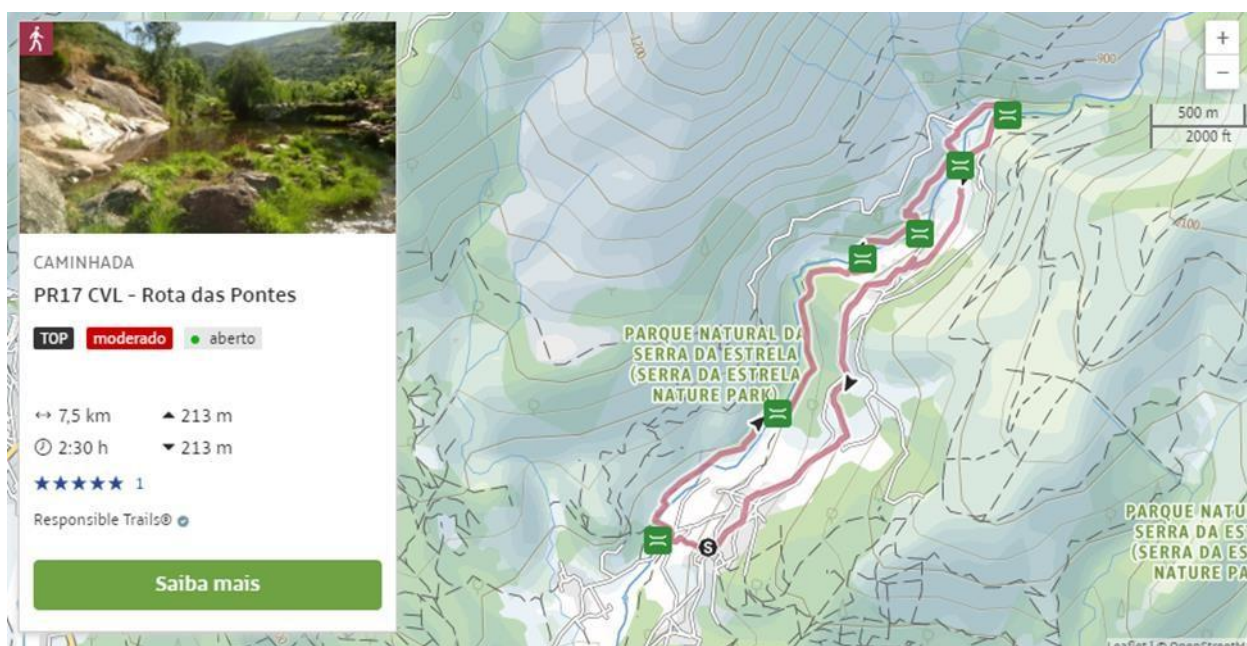 CAMINHADA
PR17 CVL - Rota das Pontes
TOP moderado aberto
7,5 km 213 m
2:30 h 213 m
1
Responsible Trails®
Saiba mais
1200
900
+
−
500 m
2000 ft
1100
PARQUE NATURAL DA
SERRA DA ESTRELA
(SERRA DA ESTRELA
NATURE PARK)
S
PARQUE NATU
SERRA DA ES
(SERRA DA ES
NATURE PA